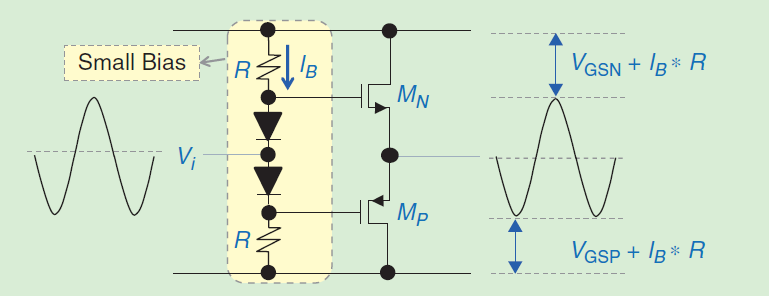 Small Bias
R
I_B
M_N
V_GSN + I_B * R
V_i
M_P
R
V_GSP + I_B * R